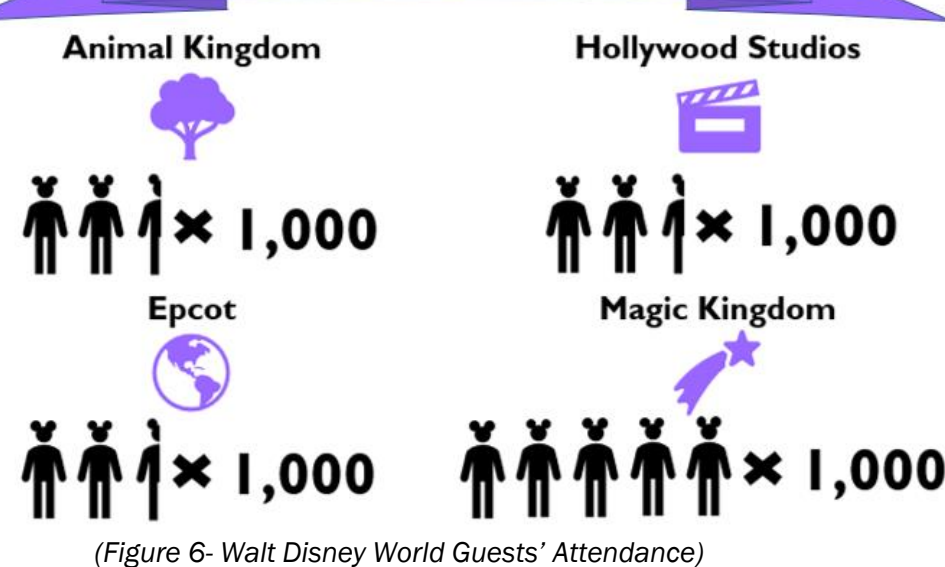 Animal Kingdom
Hollywood Studios
× 1,000
× 1,000
Epcot
Magic Kingdom
× 1,000
× 1,000
(Figure 6- Walt Disney World Guests' Attendance)